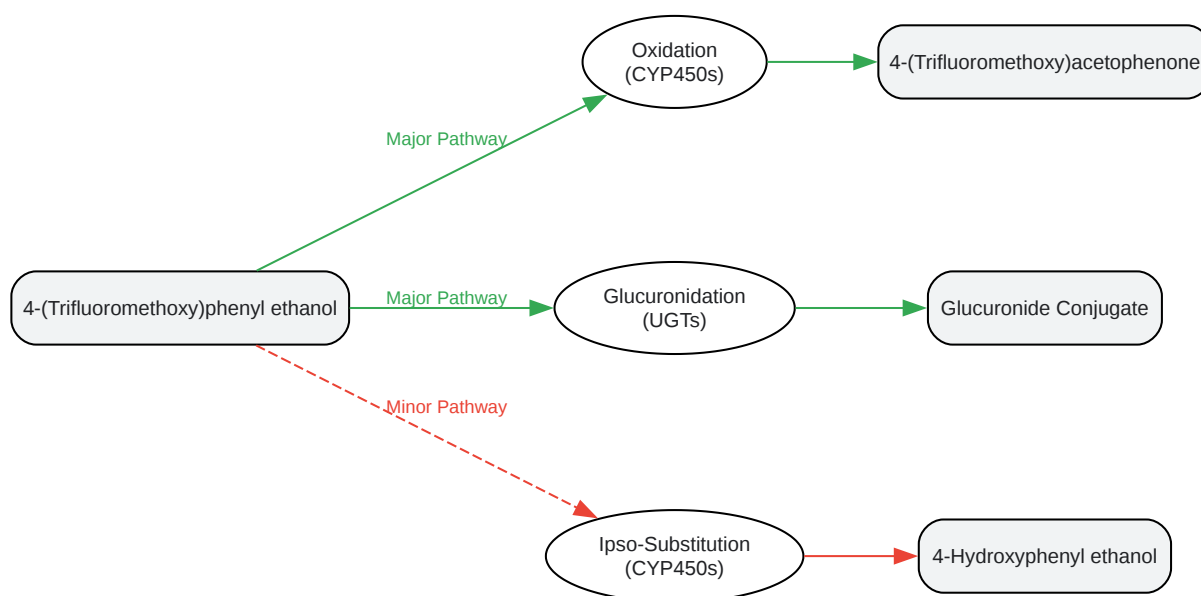 Oxidation
(CYP450s)
4-(Trifluoromethoxy)acetophenone
Major Pathway
4-(Trifluoromethoxy)phenyl ethanol
Major Pathway
Glucuronidation
(UGTs)
Glucuronide Conjugate
Minor Pathway
Ipso-Substitution
(CYP450s)
4-Hydroxyphenyl ethanol